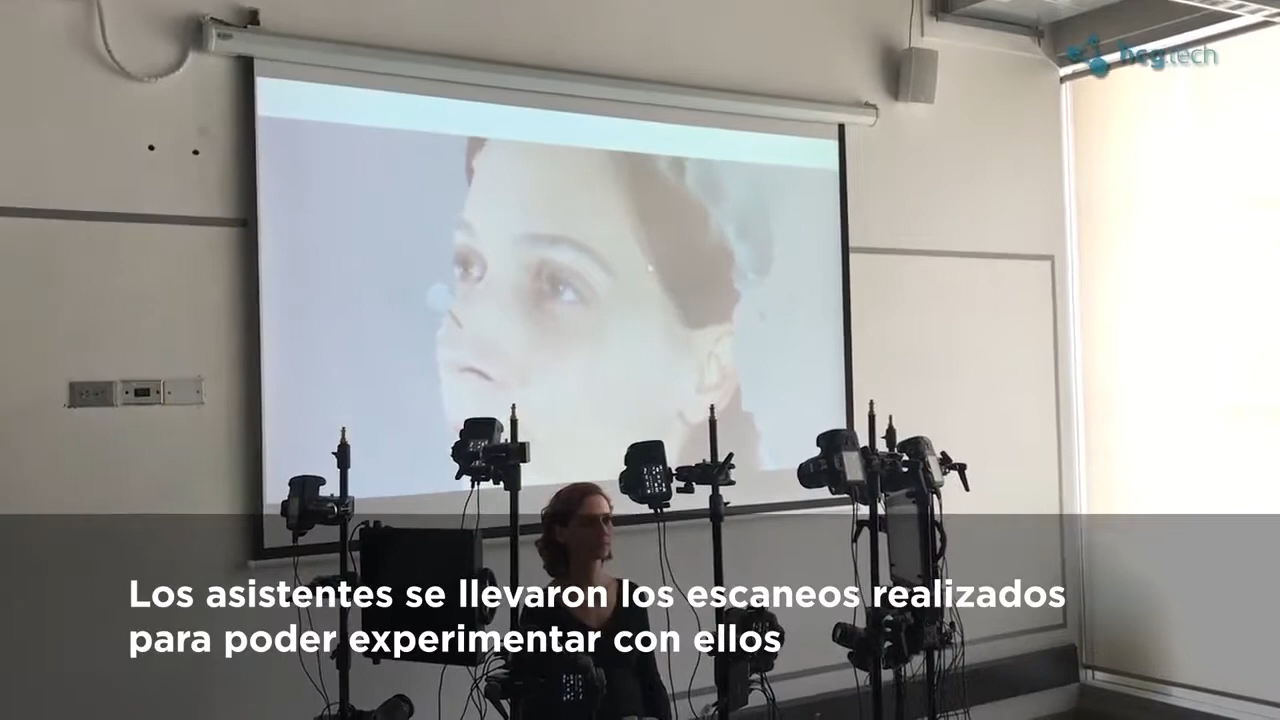 hcg.tech
Los asistentes se llevaron los escaneos realizados
para poder experimentar con ellos